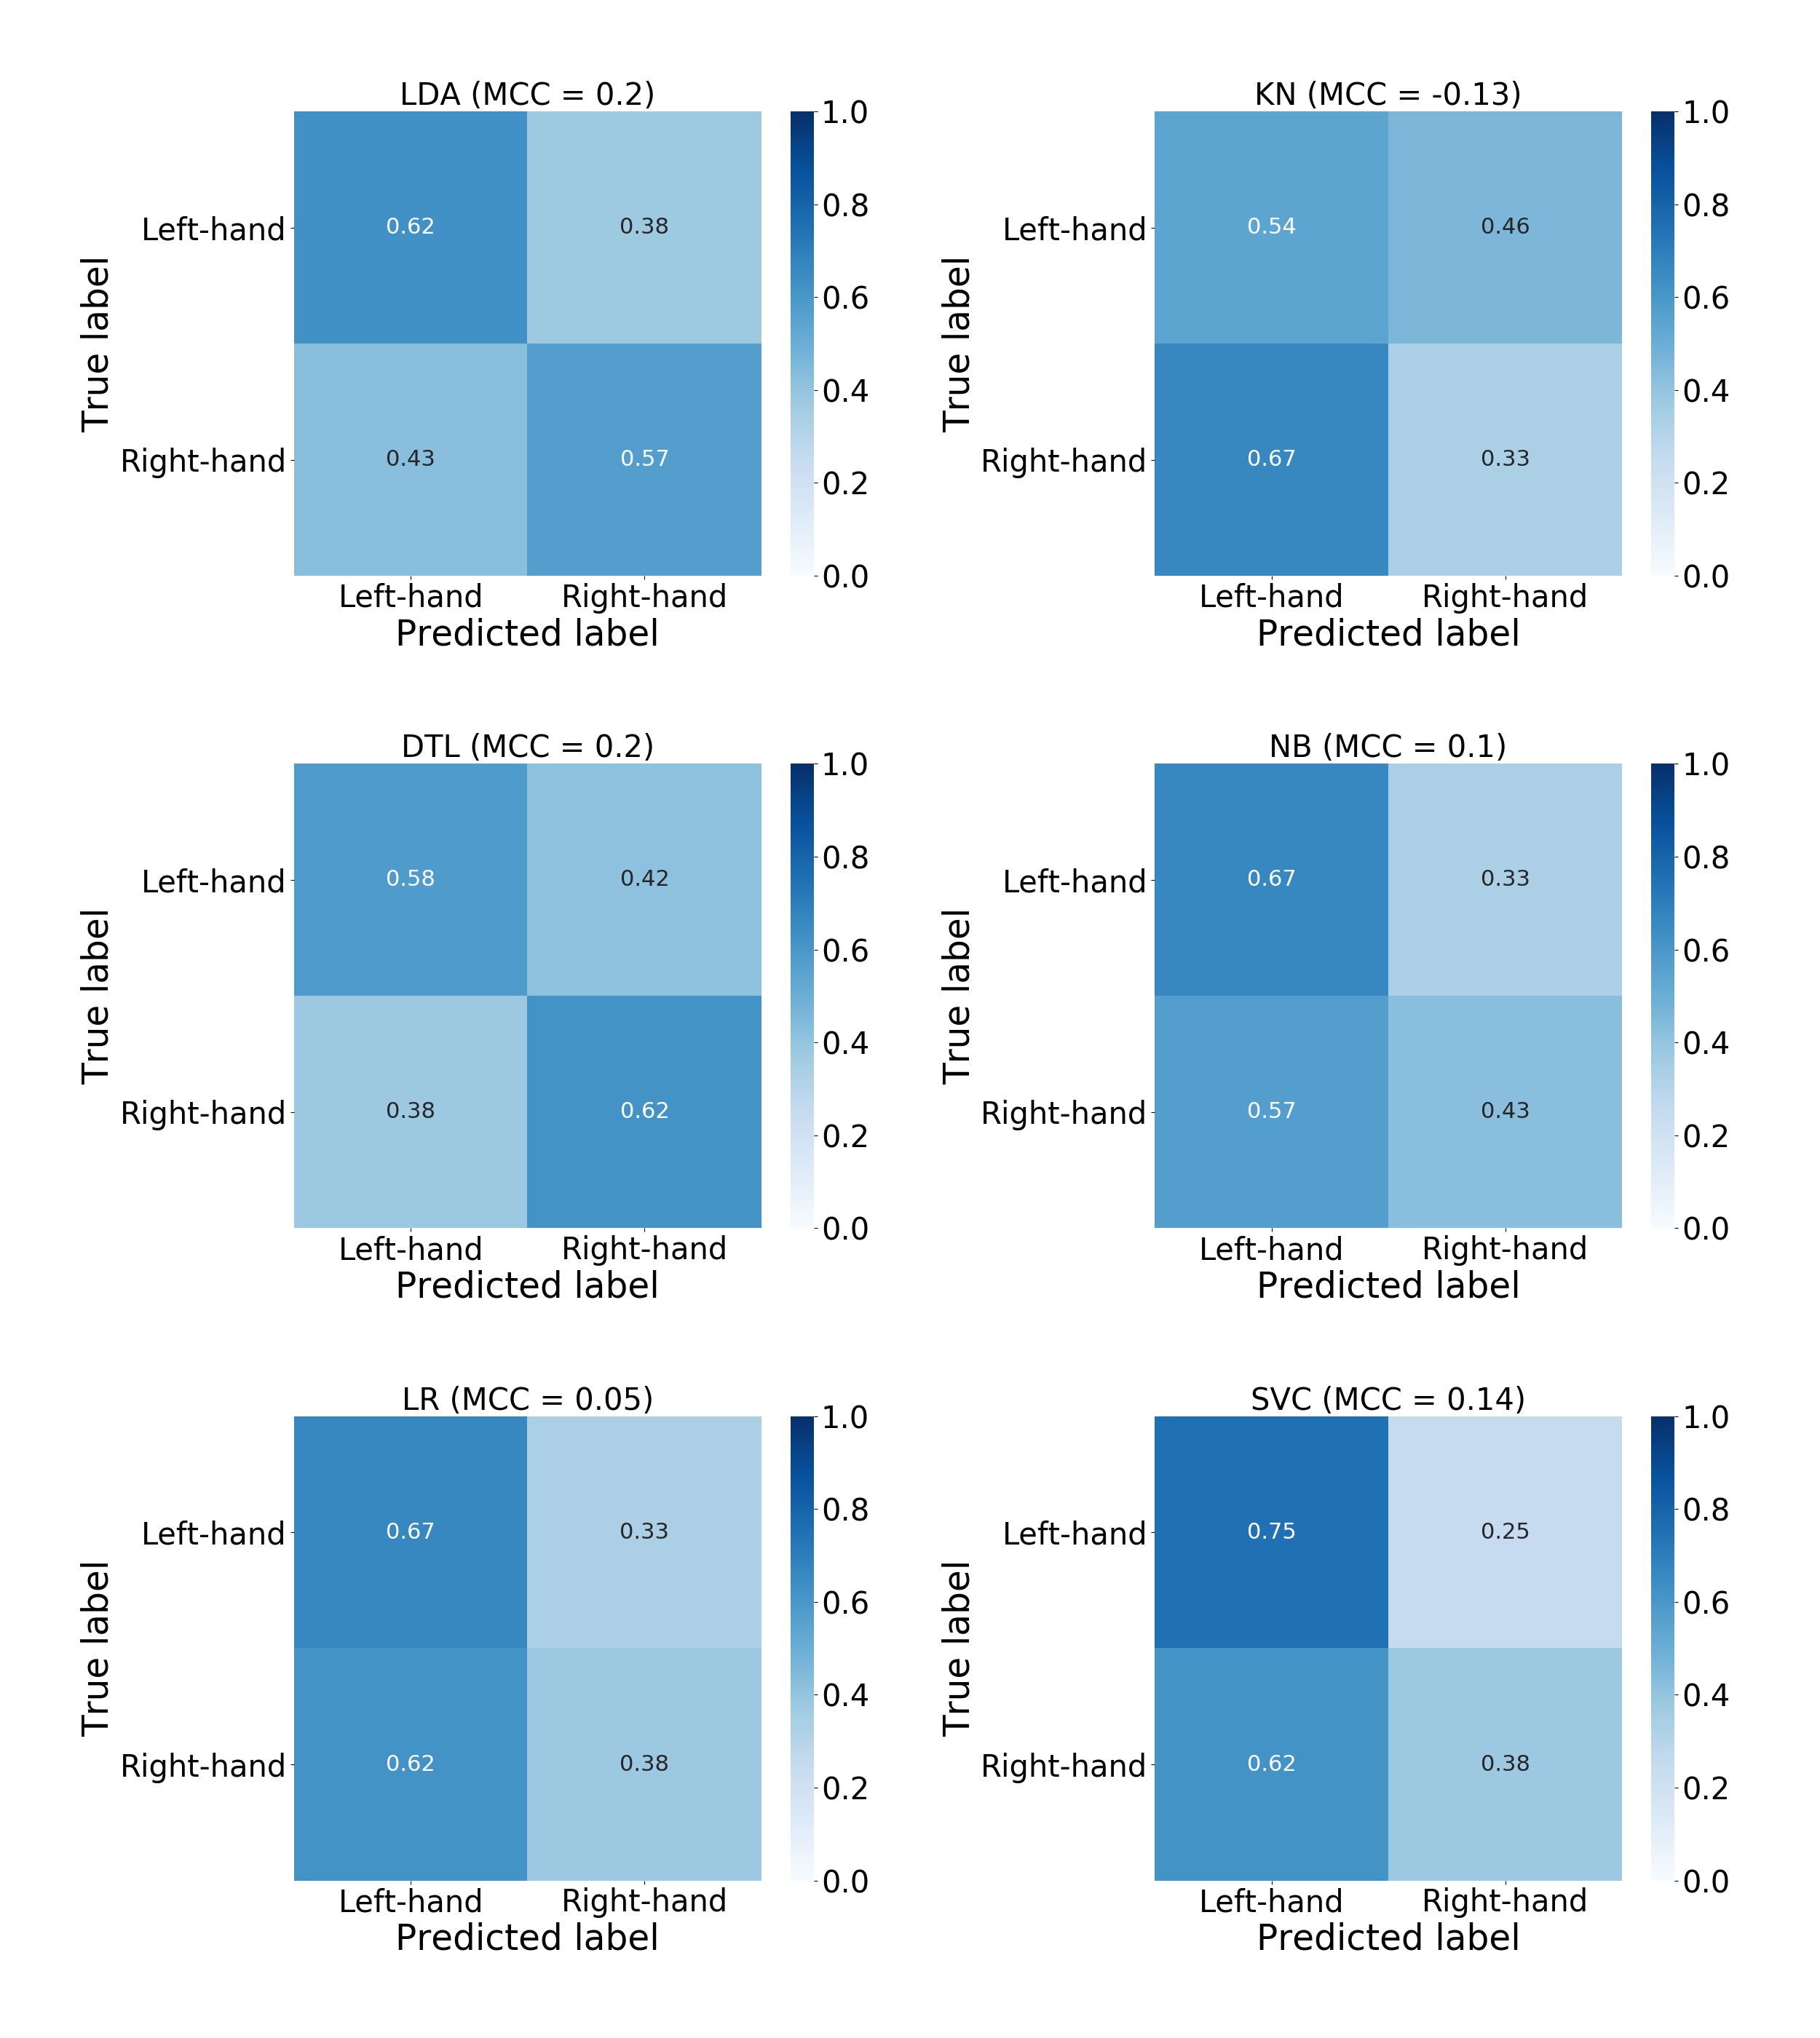 LDA (MCC = 0.2)
1.0
0.8
0.6
0.4
0.2
0.0
True label
Left-hand
0.62
0.38
Right-hand
0.43
0.57
Left-hand
Right-hand
Predicted label
KN (MCC = -0.13)
1.0
0.8
0.6
0.4
0.2
0.0
True label
Left-hand
0.54
0.46
Right-hand
0.67
0.33
Left-hand
Right-hand
Predicted label
DTL (MCC = 0.2)
1.0
0.8
0.6
0.4
0.2
0.0
True label
Left-hand
0.58
0.42
Right-hand
0.38
0.62
Left-hand
Right-hand
Predicted label
NB (MCC = 0.1)
1.0
0.8
0.6
0.4
0.2
0.0
True label
Left-hand
0.67
0.33
Right-hand
0.57
0.43
Left-hand
Right-hand
Predicted label
LR (MCC = 0.05)
1.0
0.8
0.6
0.4
0.2
0.0
True label
Left-hand
0.67
0.33
Right-hand
0.62
0.38
Left-hand
Right-hand
Predicted label
SVC (MCC = 0.14)
1.0
0.8
0.6
0.4
0.2
0.0
True label
Left-hand
0.75
0.25
Right-hand
0.62
0.38
Left-hand
Right-hand
Predicted label